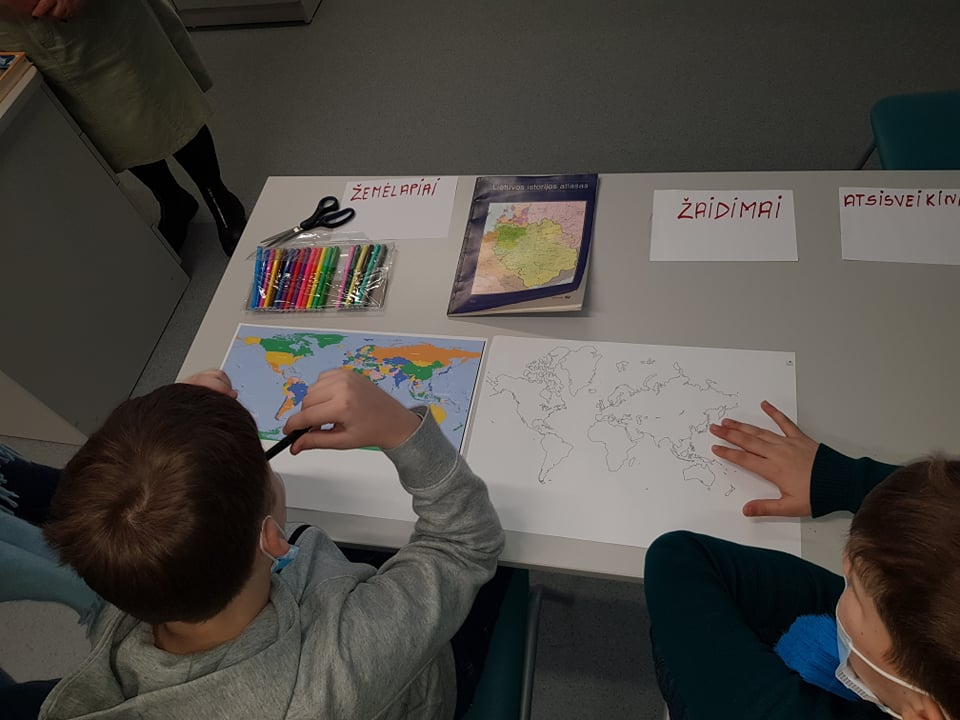 ŽEMĖLAPIAI
Lietuvos istorijos atlasas
ŽAIDIMAI
ATSISVEIKIN